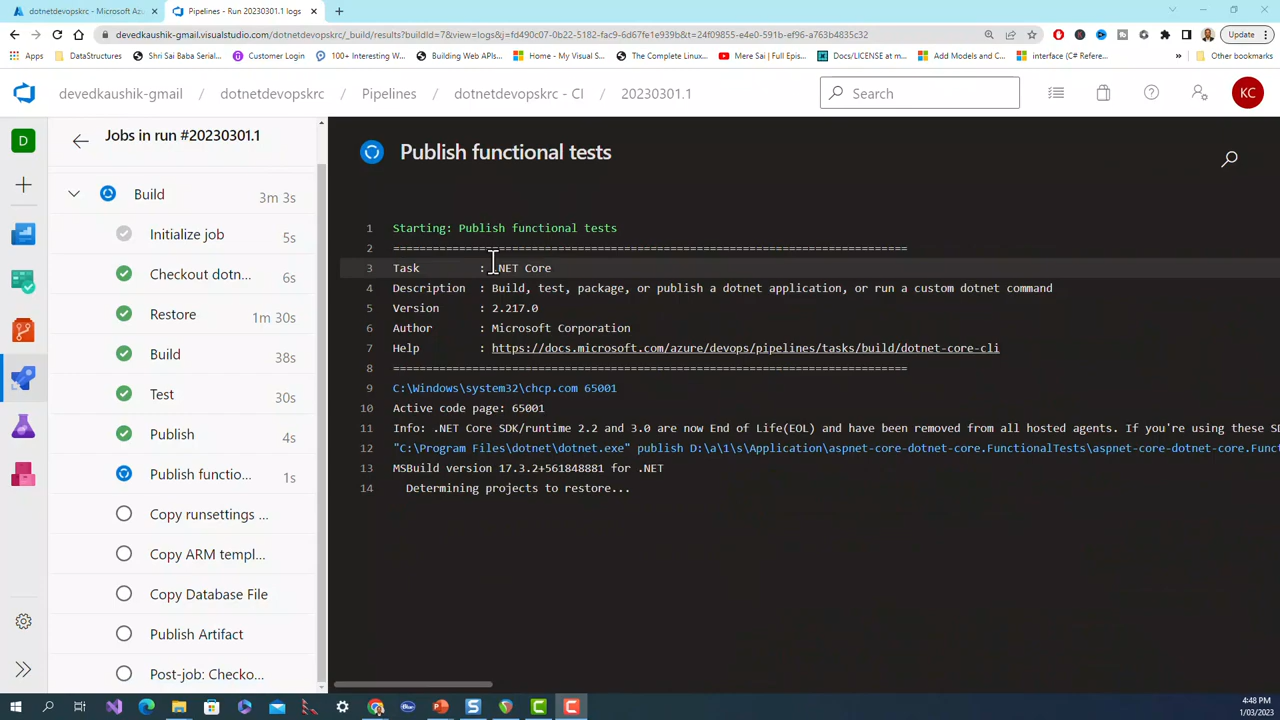 dotnetdevopskrc - Microsoft Az
Pipelines - Run 20230301.1 logs
devedkaushik-gmail.visualstudio.com/dotnetdevopskrc/_build/results?buildId=7&view=logs&j=fd490c07-0b22-5182-fac9-6d67fe1e939b&t=24f09855-e4e0-591b-ef96-a763b4835c32
Update
Apps
DataStructures
Shri Sai Baba Serial...
Customer Login
100+ Interesting ...
Building Web APIs...
Home - My Visual S...
The Complete Linux...
Mere Sai | Full Epis...
Docs/LICENSE at m...
Add Models and C...
interface (C# Refere...
»
Other bookmarks
devedkaushik-gmail / dotnetdevopskrc / Pipelines / dotnetdevopskrc - CI / 20230301.1
Search
KC
D
Jobs in run #20230301.1
Build 3m 3s
Initialize job 5s
Checkout dotn... 6s
Restore 1m 30s
Build 38s
Test 30s
Publish 4s
Publish functio... 1s
Copy runsettings ...
Copy ARM templ...
Copy Database File
Publish Artifact
Post-job: Checko...
Publish functional tests
1 Starting: Publish functional tests
2 ==============================================================================
3 Task : .NET Core
4 Description : Build, test, package, or publish a dotnet application, or run a custom dotnet command
5 Version : 2.217.0
6 Author : Microsoft Corporation
7 Help : https://docs.microsoft.com/azure/devops/pipelines/tasks/build/dotnet-core-cli
8 ==============================================================================
9 C:\Windows\system32\chcp.com 65001
10 Active code page: 65001
11 Info: .NET Core SDK/runtime 2.2 and 3.0 are now End of Life(EOL) and have been removed from all hosted agents. If you're using these SD
12 "C:\Program Files\dotnet\dotnet.exe" publish D:\a\1\s\Application\aspnet-core-dotnet-core.FunctionalTests\aspnet-core-dotnet-core.Func
13 MSBuild version 17.3.2+561848881 for .NET
14 Determining projects to restore...
4:48 PM
1/03/2023